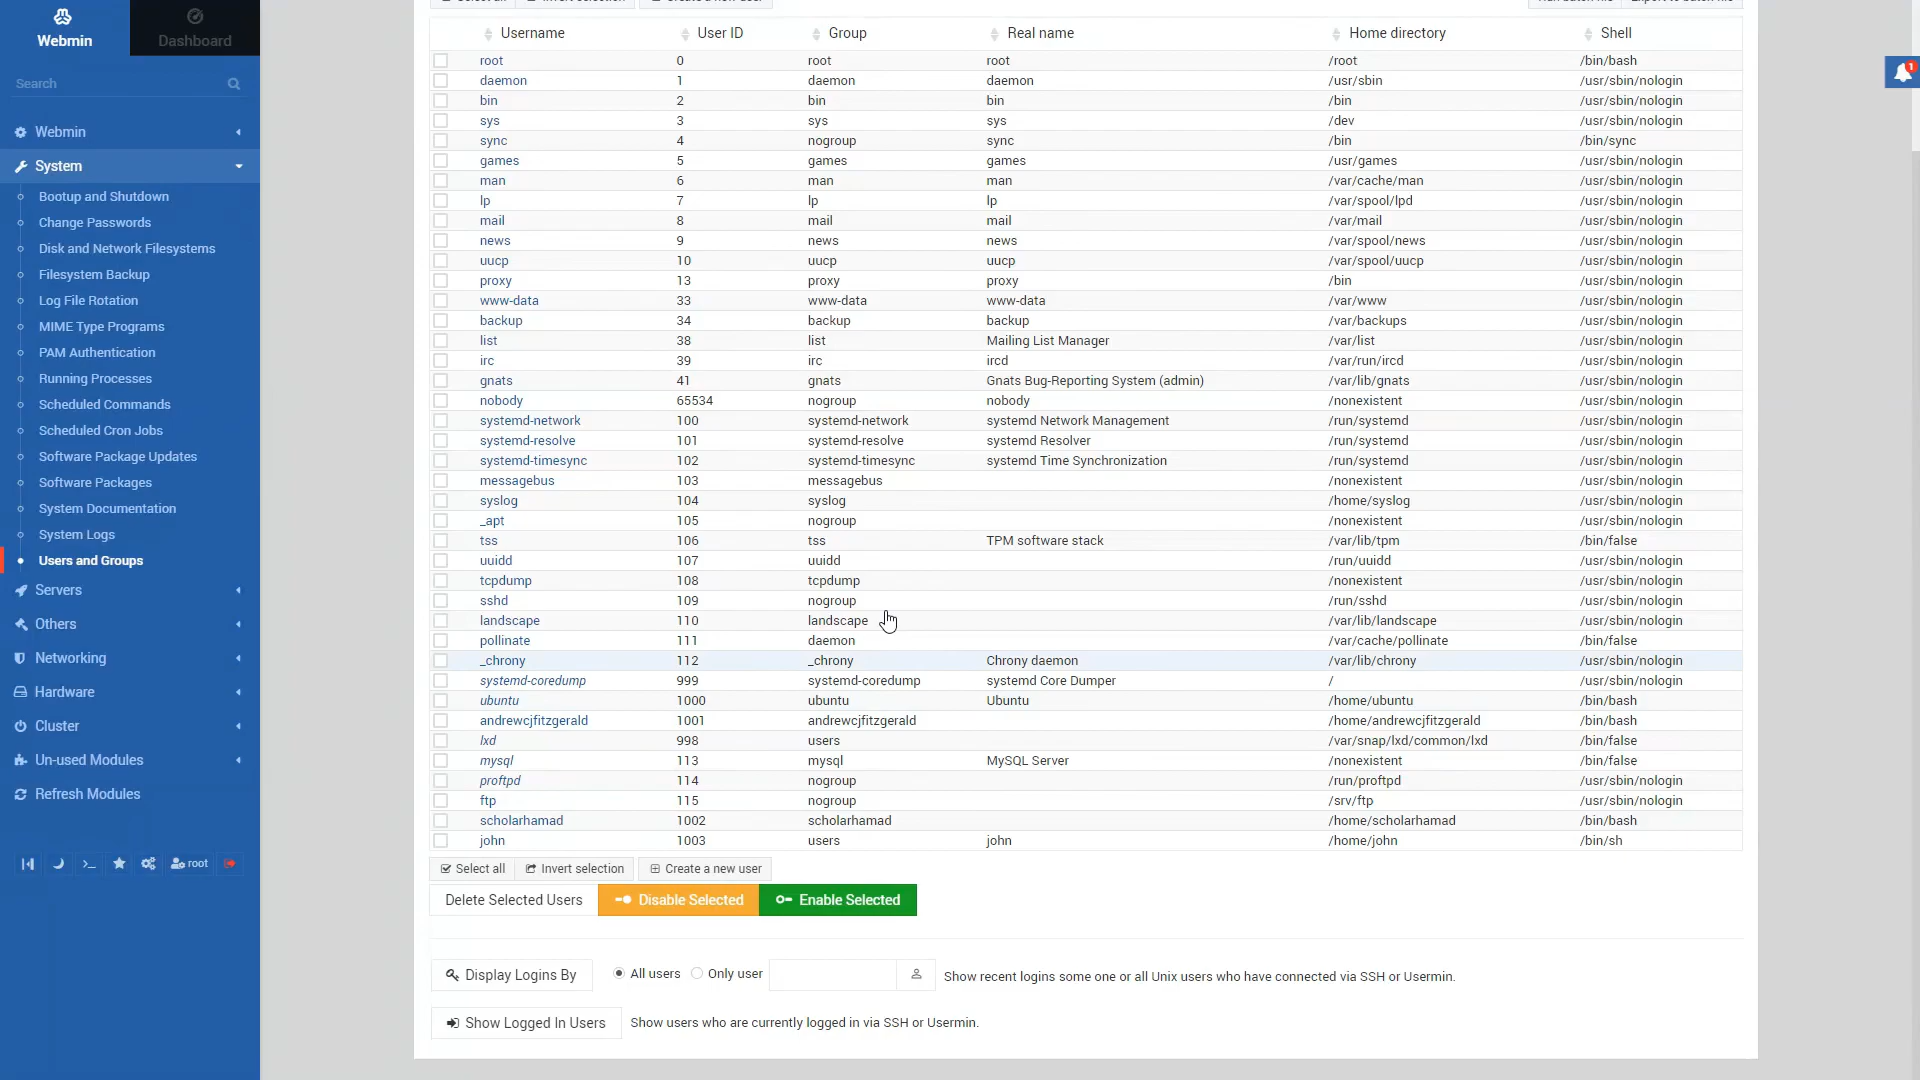 Webmin
Dashboard
Search
Webmin
System
Bootup and Shutdown
Change Passwords
Disk and Network Filesystems
Filesystem Backup
Log File Rotation
MIME Type Programs
PAM Authentication
Running Processes
Scheduled Commands
Scheduled Cron Jobs
Software Package Updates
Software Packages
System Documentation
System Logs
Users and Groups
Servers
Others
Networking
Hardware
Cluster
Un-used Modules
Refresh Modules
root
1
Username User ID Group Real name Home directory Shell
root 0 root root /root /bin/bash
daemon 1 daemon daemon /usr/sbin /usr/sbin/nologin
bin 2 bin bin /bin /usr/sbin/nologin
sys 3 sys sys /dev /usr/sbin/nologin
sync 4 nogroup sync /bin /bin/sync
games 5 games games /usr/games /usr/sbin/nologin
man 6 man man /var/cache/man /usr/sbin/nologin
lp 7 lp lp /var/spool/lpd /usr/sbin/nologin
mail 8 mail mail /var/mail /usr/sbin/nologin
news 9 news news /var/spool/news /usr/sbin/nologin
uucp 10 uucp uucp /var/spool/uucp /usr/sbin/nologin
proxy 13 proxy proxy /bin /usr/sbin/nologin
www-data 33 www-data www-data /var/www /usr/sbin/nologin
backup 34 backup backup /var/backups /usr/sbin/nologin
list 38 list Mailing List Manager /var/list /usr/sbin/nologin
irc 39 irc ircd /var/run/ircd /usr/sbin/nologin
gnats 41 gnats Gnats Bug-Reporting System (admin) /var/lib/gnats /usr/sbin/nologin
nobody 65534 nogroup nobody /nonexistent /usr/sbin/nologin
systemd-network 100 systemd-network systemd Network Management /run/systemd /usr/sbin/nologin
systemd-resolve 101 systemd-resolve systemd Resolver /run/systemd /usr/sbin/nologin
systemd-timesync 102 systemd-timesync systemd Time Synchronization /run/systemd /usr/sbin/nologin
messagebus 103 messagebus /nonexistent /usr/sbin/nologin
syslog 104 syslog /home/syslog /usr/sbin/nologin
_apt 105 nogroup /nonexistent /usr/sbin/nologin
tss 106 tss TPM software stack /var/lib/tpm /bin/false
uuidd 107 uuidd /run/uuidd /usr/sbin/nologin
tcpdump 108 tcpdump /nonexistent /usr/sbin/nologin
sshd 109 nogroup /run/sshd /usr/sbin/nologin
landscape 110 landscape /var/lib/landscape /usr/sbin/nologin
pollinate 111 daemon /var/cache/pollinate /bin/false
_chrony 112 _chrony Chrony daemon /var/lib/chrony /usr/sbin/nologin
systemd-coredump 999 systemd-coredump systemd Core Dumper / /usr/sbin/nologin
ubuntu 1000 ubuntu Ubuntu /home/ubuntu /bin/bash
andrewcjfitzgerald 1001 andrewcjfitzgerald /home/andrewcjfitzgerald /bin/bash
lxd 998 users /var/snap/lxd/common/lxd /bin/false
mysql 113 mysql MySQL Server /nonexistent /bin/false
proftpd 114 nogroup /run/proftpd /usr/sbin/nologin
ftp 115 nogroup /srv/ftp /usr/sbin/nologin
scholarhamad 1002 scholarhamad /home/scholarhamad /bin/bash
john 1003 users john /home/john /bin/sh
Select all Invert selection Create a new user
Delete Selected Users Disable Selected Enable Selected
Display Logins By All users Only user Show recent logins some one or all Unix users who have connected via SSH or Usermin.
Show Logged In Users Show users who are currently logged in via SSH or Usermin.